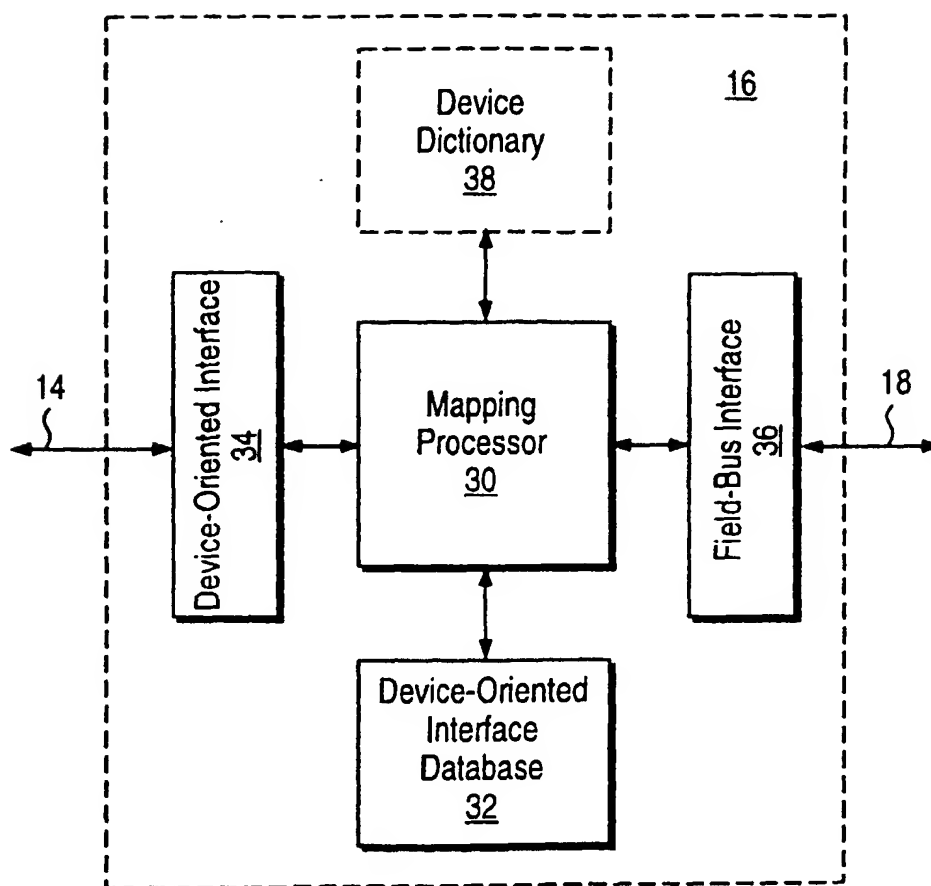 16
Device
Dictionary
38
14
Device-Oriented Interface
34
Mapping
Processor
30
Field-Bus Interface
36
18
Device-Oriented
Interface
Database
32